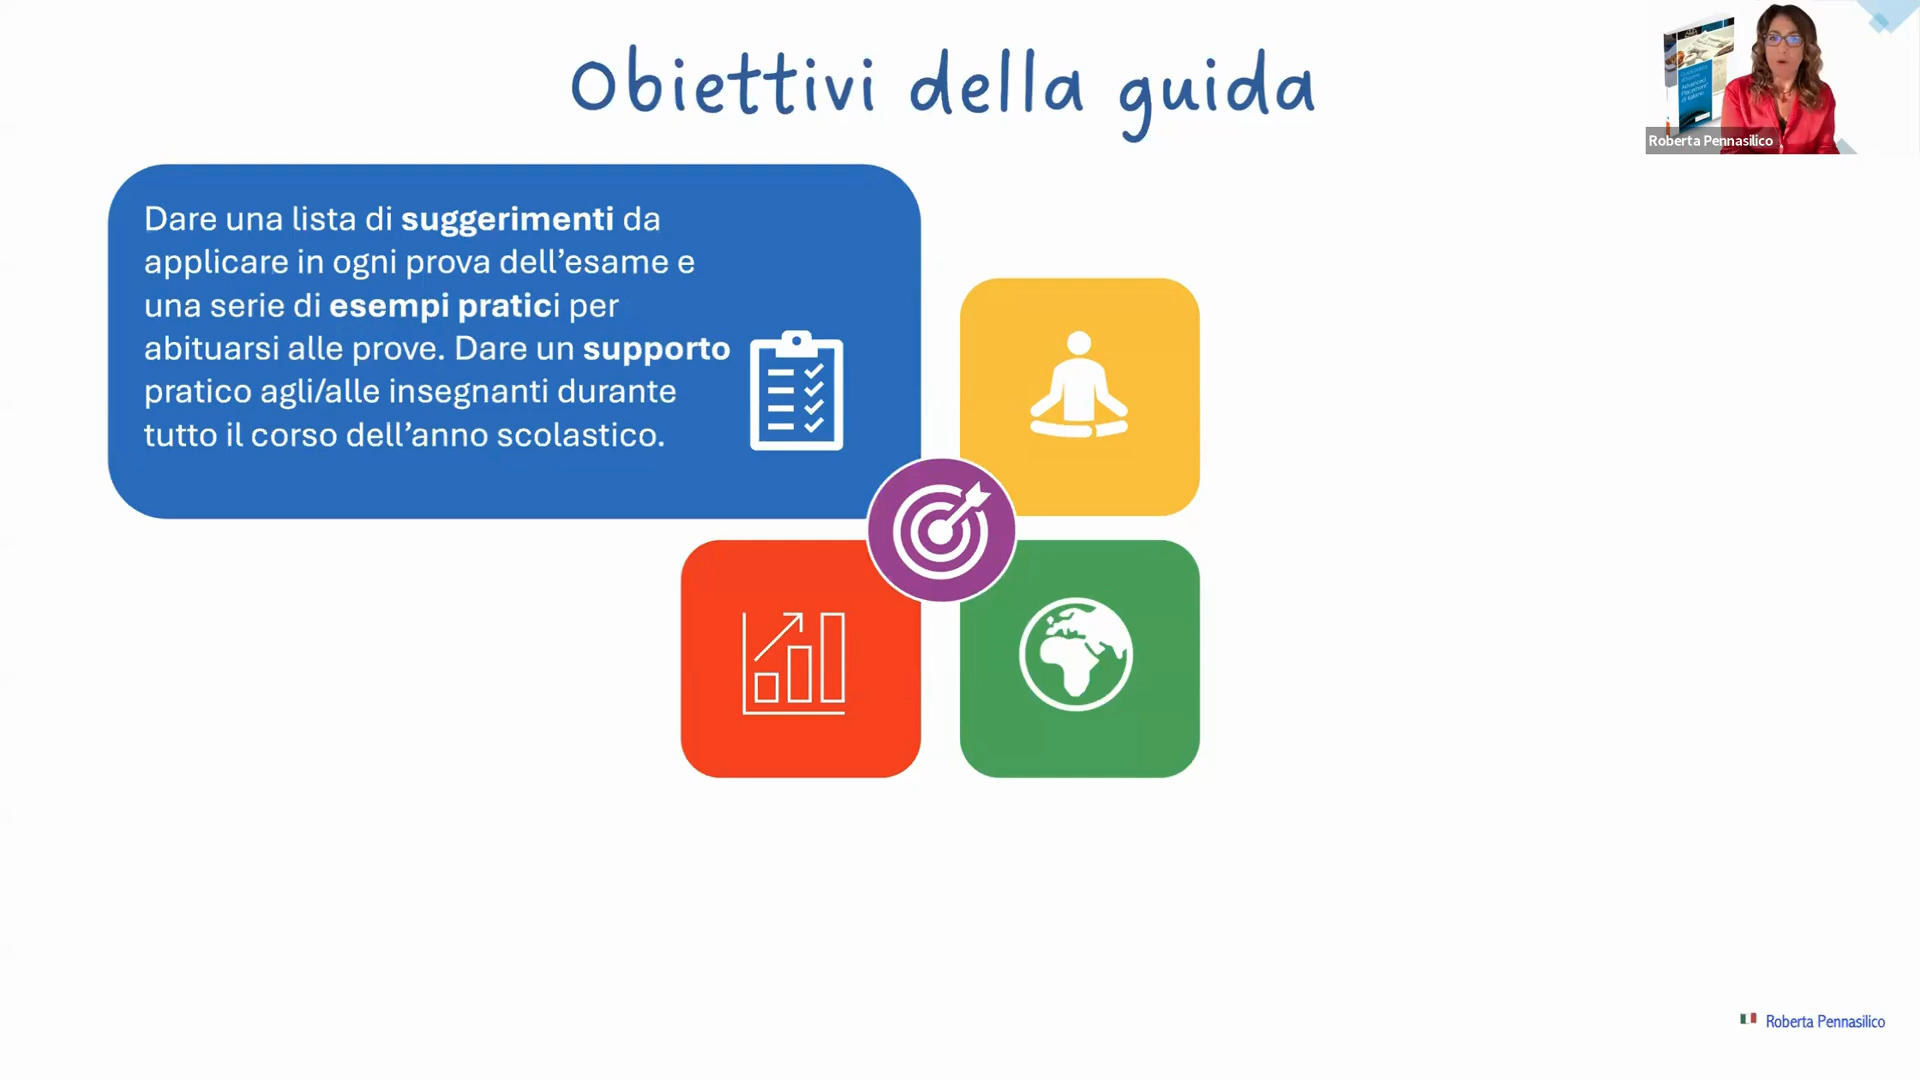 Obiettivi della guida
Dare una lista di suggerimenti da
applicare in ogni prova dell’esame e
una serie di esempi pratici per
abituarsi alle prove. Dare un supporto
pratico agli/alle insegnanti durante
tutto il corso dell’anno scolastico.
Roberta Pennasilico
Roberta Pennasilico